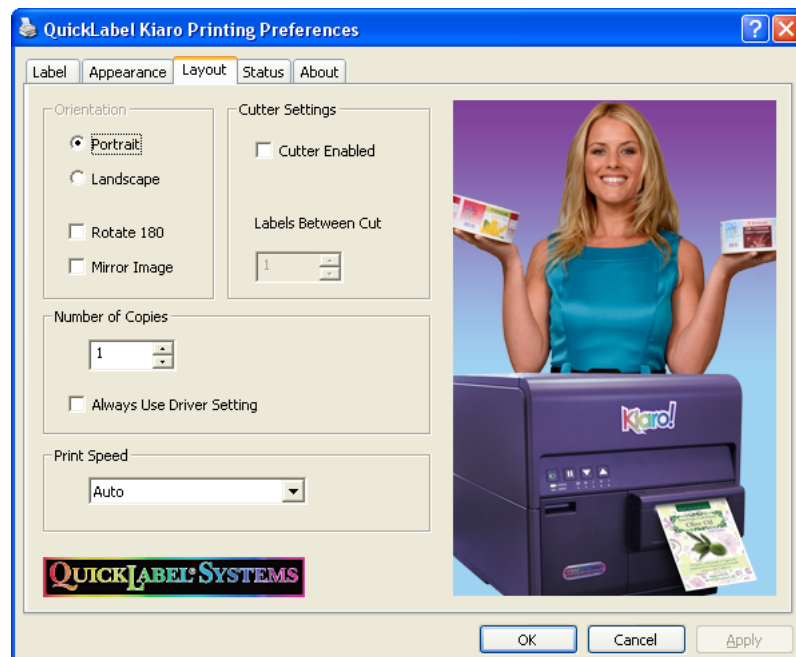 QuickLabel Kiaro Printing Preferences
Label Appearance Layout Status About
Orientation
Portrait
Landscape
Rotate 180
Mirror Image
Cutter Settings
Cutter Enabled
Labels Between Cut
1
Number of Copies
1
Always Use Driver Setting
Print Speed
Auto
QUICKLABEL® SYSTEMS
Kiaro!
Olive Oil
OK Cancel Apply